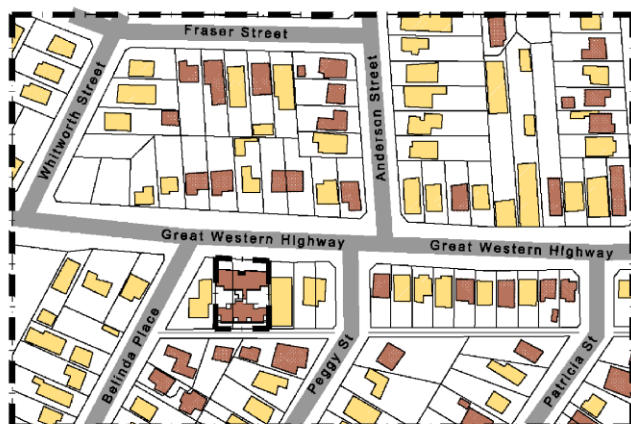 Fraser Street
Whitworth Street
Anderson Street
Great Western Highway
Great Western Highway
Belinda Place
Peggy St
Patricia St